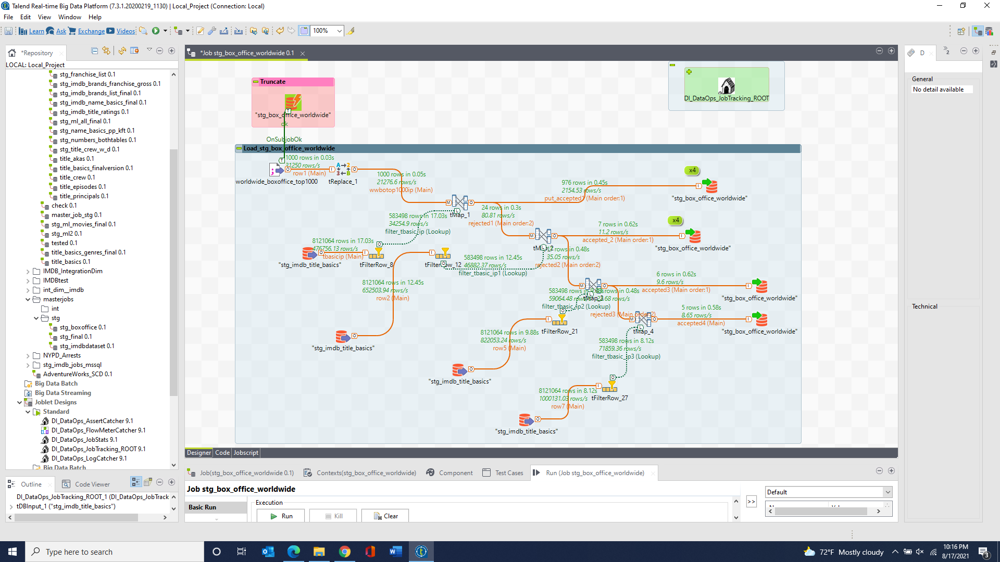 Talend Real-time Big Data Platform (7.3.1.20200219_1130) | Local_Project (Connection: Local)
File Edit View Window Help
Learn Ask Exchange Videos 100%
*Repository
LOCAL: Local_Project
stg_franchise_list 0.1
stg_imdb_brands_franchise_gross 0.1
stg_imdb_brands_list_final 0.1
stg_imdb_name_basics_final 0.1
stg_imdb_title_ratings 0.1
stg_ml_all_final 0.1
stg_name_basics_pp_kft 0.1
stg_numbers_bothtables 0.1
stg_title_crew_w_d 0.1
title_akas 0.1
title_basics_finalversion 0.1
title_crew 0.1
title_episodes 0.1
title_principals 0.1
check 0.1
master_job_stg 0.1
stg_ml_movies_final 0.1
stg_ml2 0.1
tested 0.1
title_basics_genres_final 0.1
title_basics 0.1
IMDB_IntegrationDim
IMDBtest
int_dim__imdb
masterjobs
int
stg
stg_boxoffice 0.1
stg_final 0.1
stg_imdbdataset 0.1
NYPD_Arrests
stg_imdb_jobs_mssql
AdventureWorks_SCD 0.1
Big Data Batch
Big Data Streaming
Joblet Designs
Standard
DI_DataOps_AssertCatcher 9.1
DI_DataOps_FlowMeterCatcher 9.1
DI_DataOps_JobStats 9.1
DI_DataOps_JobTracking_ROOT 9.1
DI_DataOps_LogCatcher 9.1
Big Data Batch
Outline Code Viewer
DI_DataOps_JobTracking_ROOT_1 (DI_DataOps_JobTrack
tDBInput_1 ("stg_imdb_title_basics")
*Job stg_box_office_worldwide 0.1
Truncate
"stg_box_office_worldwide"
ok
OnSubjobOk
DI_DataOps_JobTracking_ROOT
Load_stg_box_office_worldwide
1000 rows in 0.03s
31250 rows/s
row1 (Main)
worldwide_boxoffice_top1000
tReplace_1
1000 rows in 0.05s
21276.6 rows/s
wwbotop1000ip (Main)
tMap_1
976 rows in 0.45s
2154.53 rows/s
put_accepted1 (Main order:1)
x4
"stg_box_office_worldwide"
24 rows in 0.3s
80.81 rows/s
rejected1 (Main order:2)
583498 rows in 17.03s
34254.9 rows/s
filter_tbasic_ip (Lookup)
7 rows in 0.62s
11.2 rows/s
accepted_2 (Main order:1)
x4
"stg_box_office_worldwide"
8121064 rows in 17.03s
476756.13 rows/s
tbasicip (Main)
"stg_imdb_title_basics"
tFilterRow_8
tFilterRow_12
583498 rows in 12.45s
46882.37 rows/s
filter_tbasic_ip1 (Lookup)
rows in 0.48s
35.05 rows/s
rejected2 (Main order:2)
8121064 rows in 12.45s
652503.94 rows/s
row2 (Main)
"stg_imdb_title_basics"
6 rows in 0.62s
9.6 rows/s
accepted3 (Main order:1)
"stg_box_office_worldwide"
583498 rows in
rows in 0.48s
59064.48
filter_tbasic_ip2 (Lookup)
rejected3 (Main order:2)
5 rows in 0.58s
8.65 rows/s
accepted4 (Main)
"stg_box_office_worldwide"
tMap_4
8121064 rows in 9.88s
822053.24 rows/s
row5 (Main)
tFilterRow_21
"stg_imdb_title_basics"
583498 rows in 8.12s
71859.36 rows/s
filter_tbasic_ip3 (Lookup)
8121064 rows in 8.12s
1000131.03 rows/s
row7 (Main)
tFilterRow_27
"stg_imdb_title_basics"
Designer Code Jobscript
Job(stg_box_office_worldwide 0.1) Contexts(stg_box_office_worldwide) Component Test Cases Run (Job stg_box_office_worldwide)
Job stg_box_office_worldwide
Basic Run
Execution
Run Kill Clear
>>
Default
D
2
General
No detail available
Technical
Type here to search
72°F Mostly cloudy
10:16 PM
8/17/2021
3